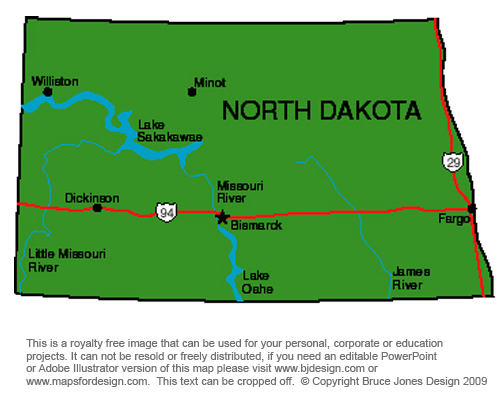 Williston
Minot
NORTH DAKOTA
Lake
Sakakawae
29
Missouri
River
Dickinson
94
Bismarck
Fargo
Little Missouri
River
Lake
Oahe
James
River
This is a royalty free image that can be used for your personal, corporate or education
projects. It can not be resold or freely distributed, if you need an editable PowerPoint
or Adobe Illustrator version of this map please visit www.bjdesign.com or
www.mapsfordesign.com. This text can be cropped off. © Copyright Bruce Jones Design 2009